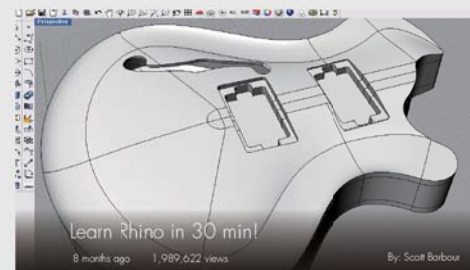 Perspective
Learn Rhino in 30 min!
8 months ago 1,989,622 views By: Scott Barbour